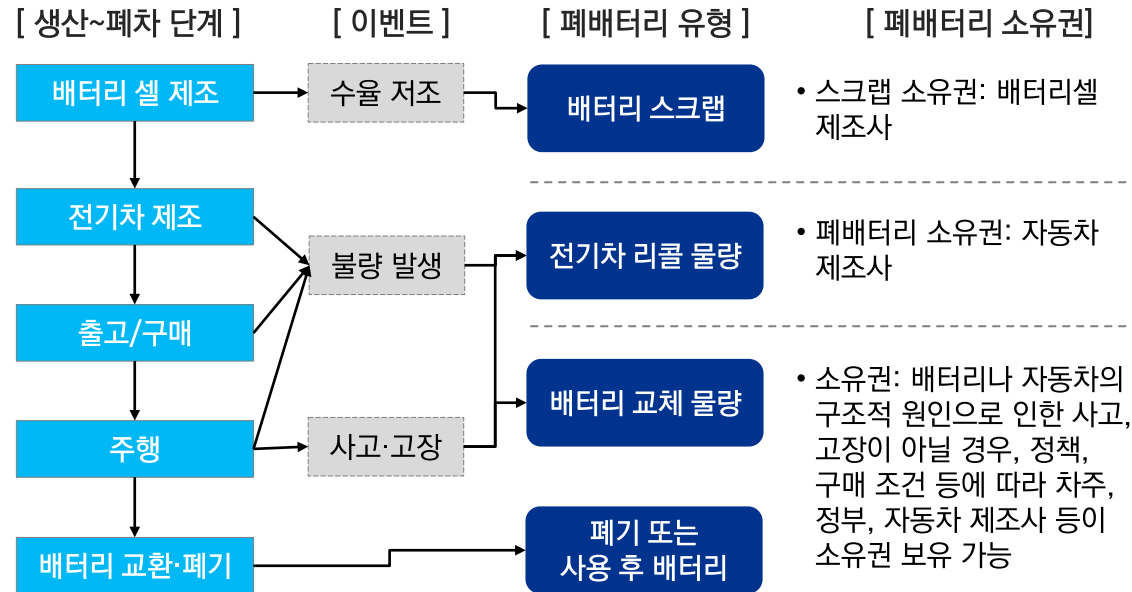 [ 생산~폐차 단계 ]
[ 이벤트 ]
[ 폐배터리 유형 ]
[ 폐배터리 소유권]
배터리 셀 제조
수율 저조
배터리 스크랩
• 스크랩 소유권: 배터리셀
제조사
전기차 제조
불량 발생
전기차 리콜 물량
• 폐배터리 소유권: 자동차
제조사
출고/구매
배터리 교체 물량
• 소유권: 배터리나 자동차의
구조적 원인으로 인한 사고,
고장이 아닐 경우, 정책,
구매 조건 등에 따라 차주,
정부, 자동차 제조사 등이
소유권 보유 가능
주행
사고·고장
배터리 교환·폐기
폐기 또는
사용 후 배터리